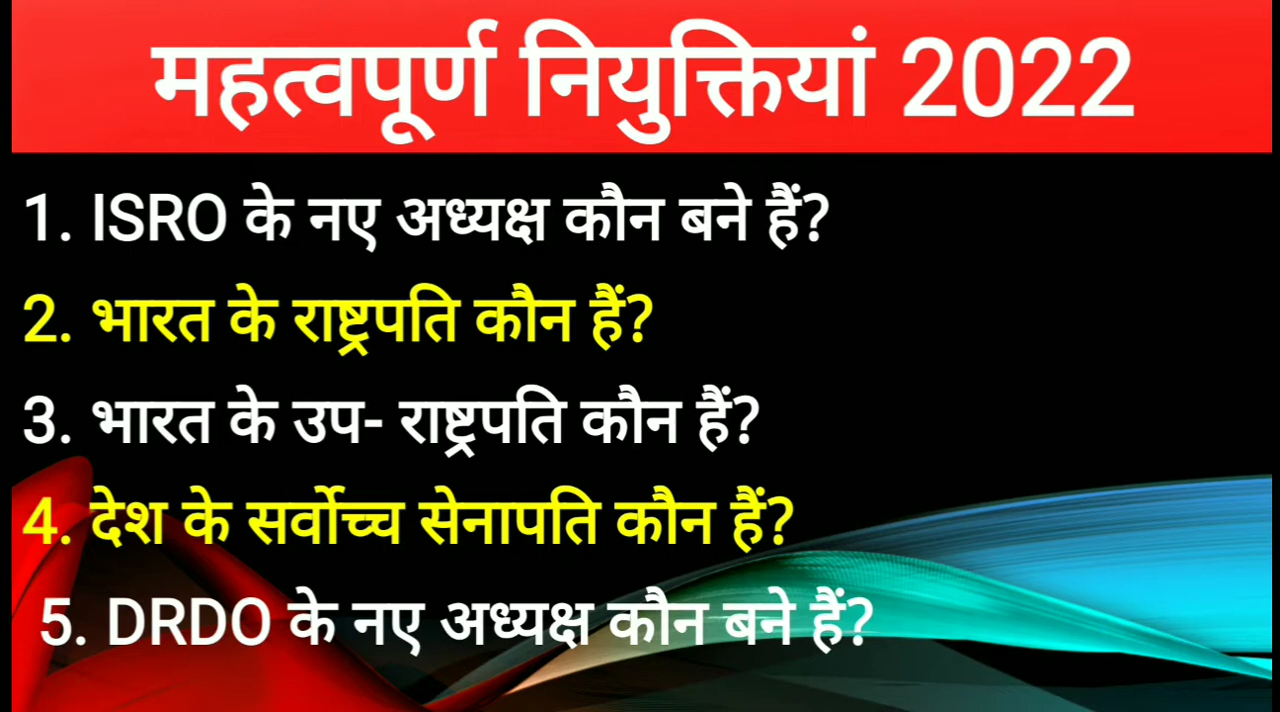 महत्वपूर्ण नियुक्तियां 2022
1. ISRO के नए अध्यक्ष कौन बने हैं?
2. भारत के राष्ट्रपति कौन हैं?
3. भारत के उप- राष्ट्रपति कौन हैं?
4. देश के सर्वोच्च सेनापति कौन हैं?
5. DRDO के नए अध्यक्ष कौन बने हैं?